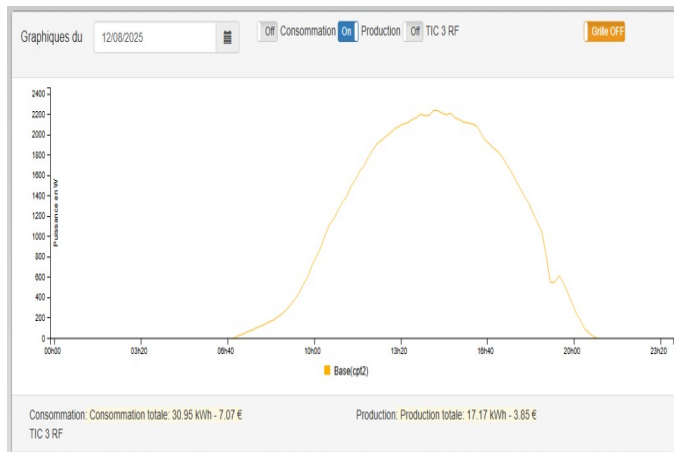 Graphiques du 12/08/2025 Off Consommation On Production Off TIC 3 RF Grille OFF
Puissance en W
2400
2200
2000
1800
1600
1400
1200
1000
800
600
400
200
0
00h00 03h20 06h40 10h00 13h20 16h40 20h00 23h20
Base(cpt2)
Consommation: Consommation totale: 30.95 kWh - 7.07 € Production: Production totale: 17.17 kWh - 3.85 €
TIC 3 RF